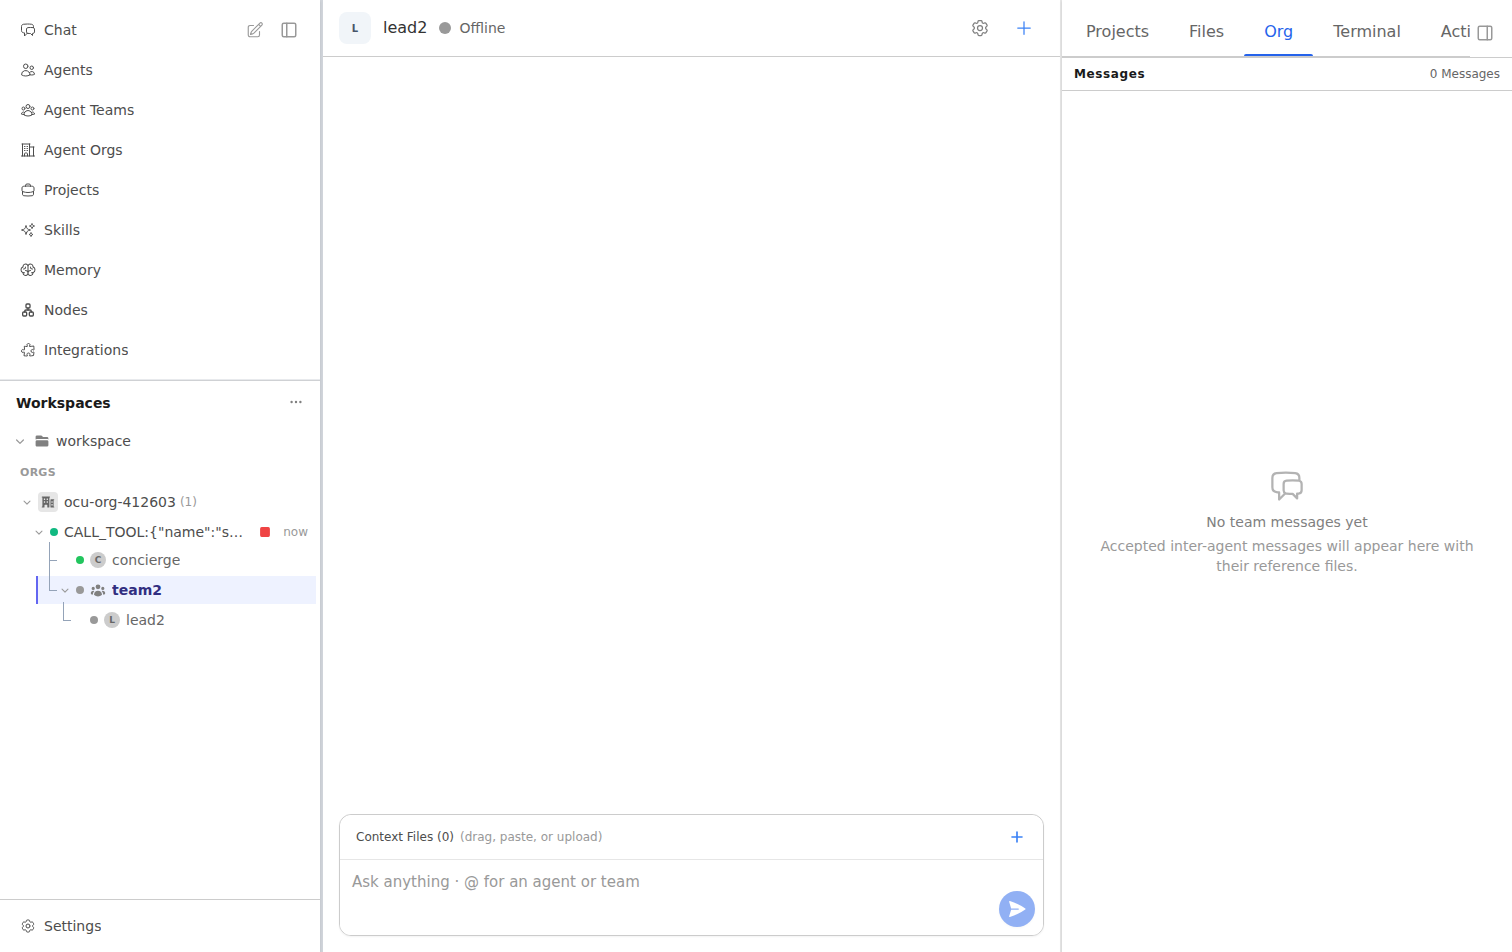 Chat
Agents
Agent Teams
Agent Orgs
Projects
Skills
Memory
Nodes
Integrations
Workspaces
workspace
ORGS
ocu-org-412603 (1)
CALL_TOOL:{"name":"s... now
C concierge
team2
L lead2
Settings
L lead2 Offline
Context Files (0) (drag, paste, or upload)
Ask anything · @ for an agent or team
Projects Files Org Terminal Acti
Messages 0 Messages
No team messages yet
Accepted inter-agent messages will appear here with
their reference files.